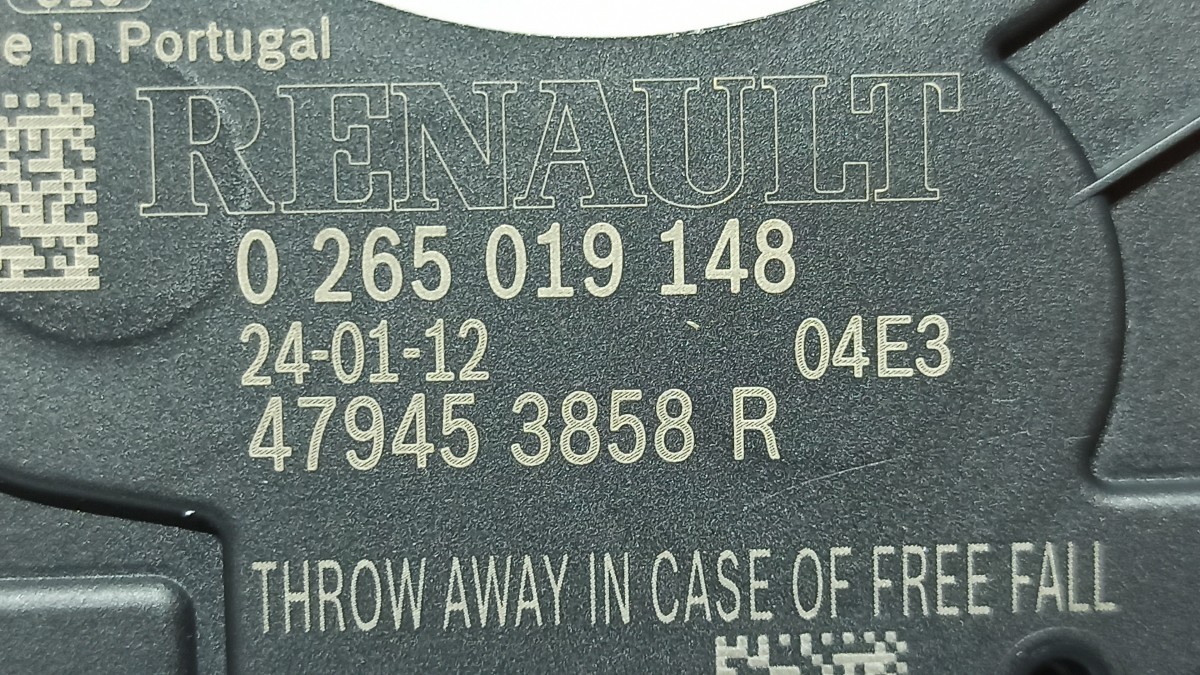 e in Portugal
RENAULT
0 265 019 148
24-01-12 04E3
47945 3858 R
THROW AWAY IN CASE OF FREE FALL